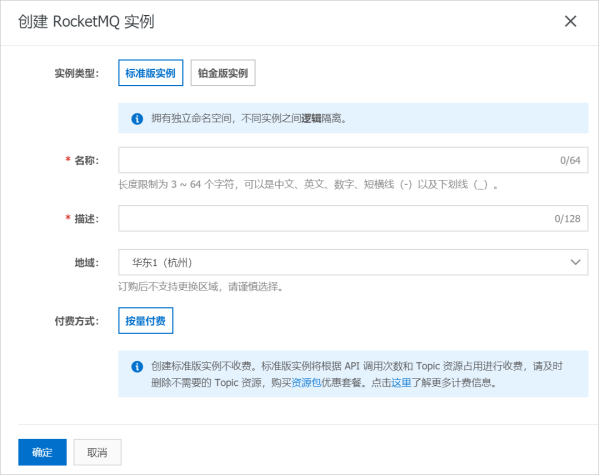 创建 RocketMQ 实例
实例类型：
标准版实例
铂金版实例
拥有独立命名空间，不同实例之间逻辑隔离。
* 名称：
0/64
长度限制为 3 ~ 64 个字符，可以是中文、英文、数字、短横线（-）以及下划线（_）。
* 描述：
0/128
地域：
华东1（杭州）
订购后不支持更换区域，请谨慎选择。
付费方式：
按量付费
创建标准版实例不收费。标准版实例将根据 API 调用次数和 Topic 资源占用进行收费，请及时
删除不需要的 Topic 资源，购买资源包优惠套餐。点击这里了解更多计费信息。
确定
取消